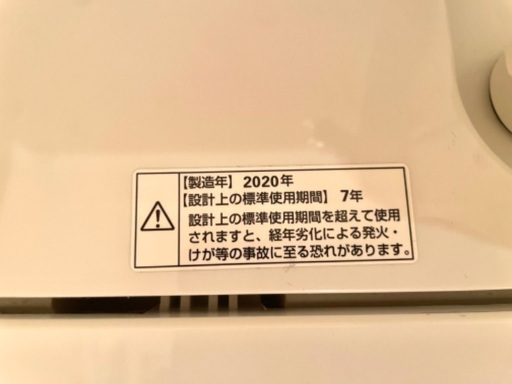 【製造年】2020年
【設計上の標準使用期間】7年
設計上の標準使用期間を超えて使用
されますと、経年劣化による発火・
けが等の事故に至る恐れがあります。